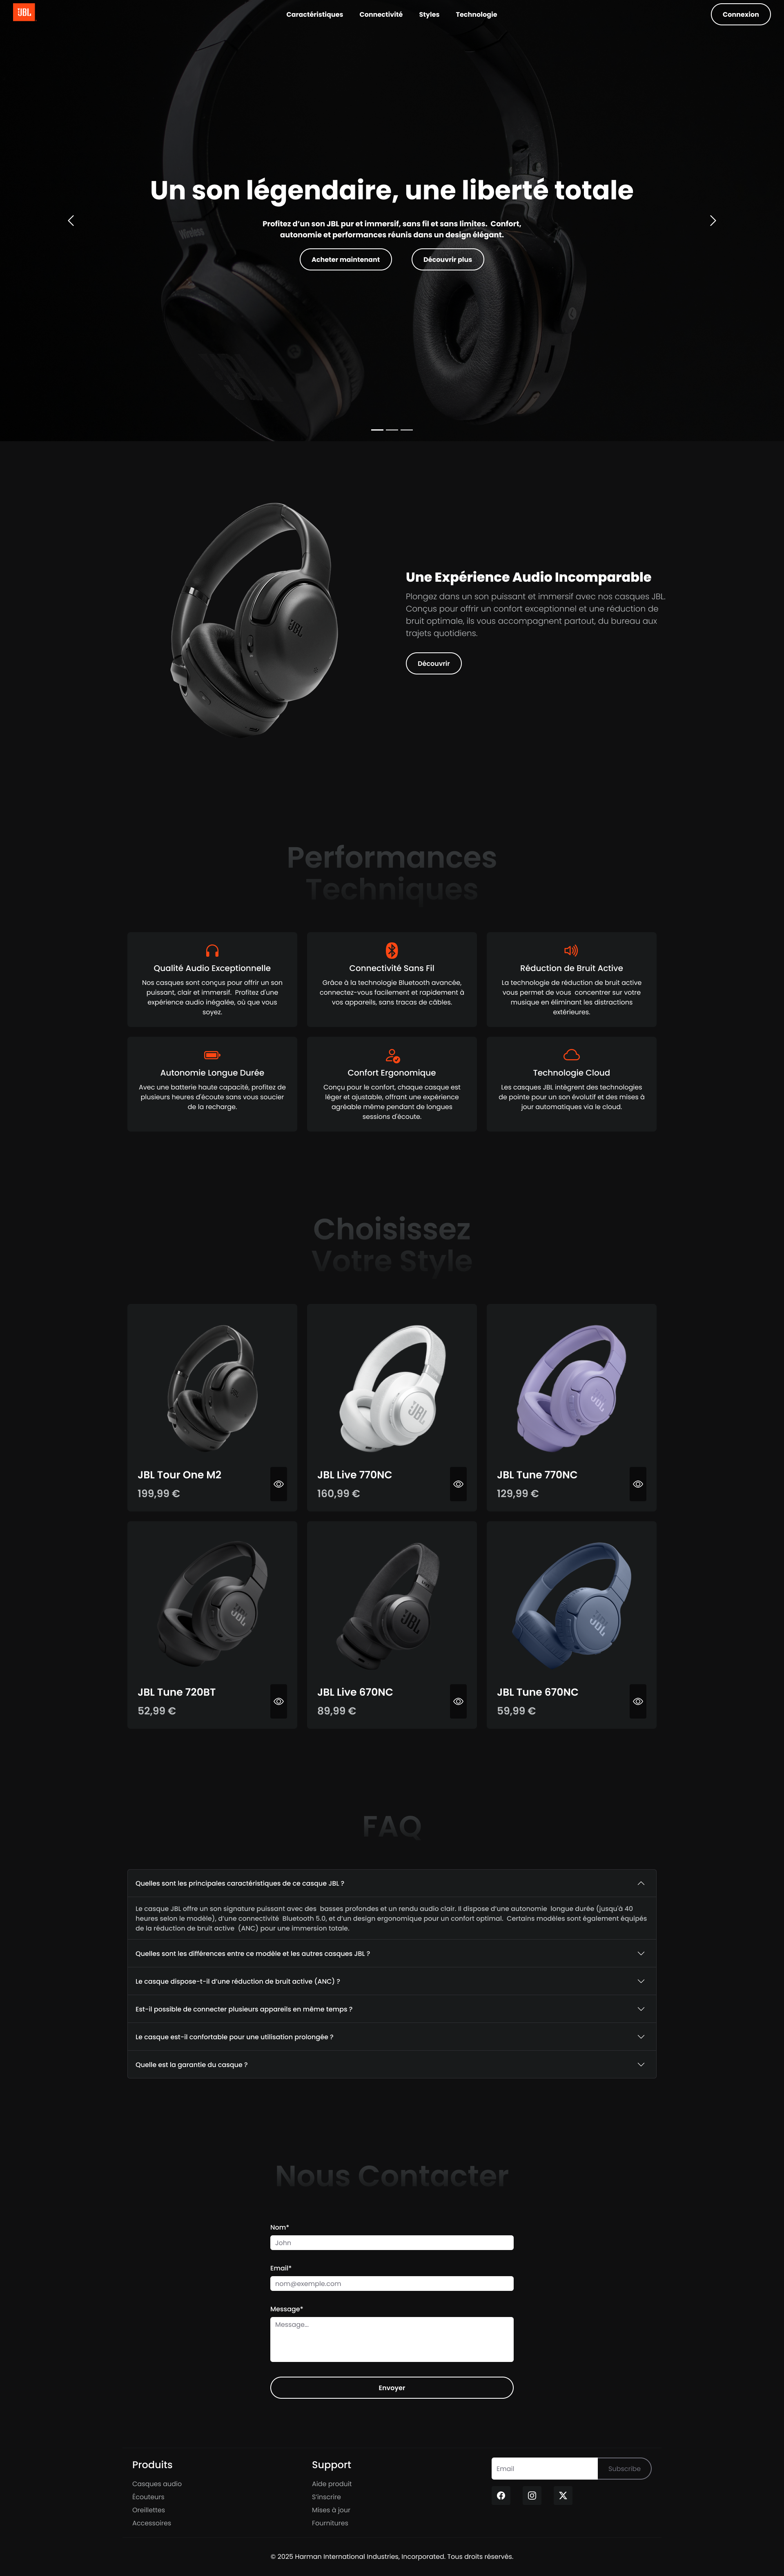 JBL
Caractéristiques Connectivité Styles Technologie
Connexion
Un son légendaire, une liberté totale
Profitez d’un son JBL pur et immersif, sans fil et sans limites. Confort,
autonomie et performances réunis dans un design élégant.
Acheter maintenant Découvrir plus
Wireless
JBL
Une Expérience Audio Incomparable
Plongez dans un son puissant et immersif avec nos casques JBL.
Conçus pour offrir un confort exceptionnel et une réduction de
bruit optimale, ils vous accompagnent partout, du bureau aux
trajets quotidiens.
Découvrir
Performances
Techniques
Qualité Audio Exceptionnelle
Nos casques sont conçus pour offrir un son
puissant, clair et immersif. Profitez d'une
expérience audio inégalée, où que vous
soyez.
Connectivité Sans Fil
Grâce à la technologie Bluetooth avancée,
connectez-vous facilement et rapidement à
vos appareils, sans tracas de câbles.
Réduction de Bruit Active
La technologie de réduction de bruit active
vous permet de vous concentrer sur votre
musique en éliminant les distractions
extérieures.
Autonomie Longue Durée
Avec une batterie haute capacité, profitez de
plusieurs heures d'écoute sans vous soucier
de la recharge.
Confort Ergonomique
Conçu pour le confort, chaque casque est
léger et ajustable, offrant une expérience
agréable même pendant de longues
sessions d'écoute.
Technologie Cloud
Les casques JBL intègrent des technologies
de pointe pour un son évolutif et des mises à
jour automatiques via le cloud.
Choisissez
Votre Style
JBL Tour One M2
199,99 €
JBL
JBL Live 770NC
160,99 €
JBL
JBL Tune 770NC
129,99 €
JBL
JBL Tune 720BT
52,99 €
JBL
JBL Live 670NC
89,99 €
JBL
JBL Tune 670NC
59,99 €
FAQ
Quelles sont les principales caractéristiques de ce casque JBL ?
Le casque JBL offre un son signature puissant avec des basses profondes et un rendu audio clair. Il dispose d’une autonomie longue durée (jusqu'à 40
heures selon le modèle), d’une connectivité Bluetooth 5.0, et d’un design ergonomique pour un confort optimal. Certains modèles sont également équipés
de la réduction de bruit active (ANC) pour une immersion totale.
Quelles sont les différences entre ce modèle et les autres casques JBL ?
Le casque dispose-t-il d’une réduction de bruit active (ANC) ?
Est-il possible de connecter plusieurs appareils en même temps ?
Le casque est-il confortable pour une utilisation prolongée ?
Quelle est la garantie du casque ?
Nous Contacter
Nom*
John
Email*
nom@exemple.com
Message*
Message...
Envoyer
Produits
Casques audio
Écouteurs
Oreillettes
Accessoires
Support
Aide produit
S’inscrire
Mises à jour
Fournitures
Email Subscribe
© 2025 Harman International Industries, Incorporated. Tous droits réservés.